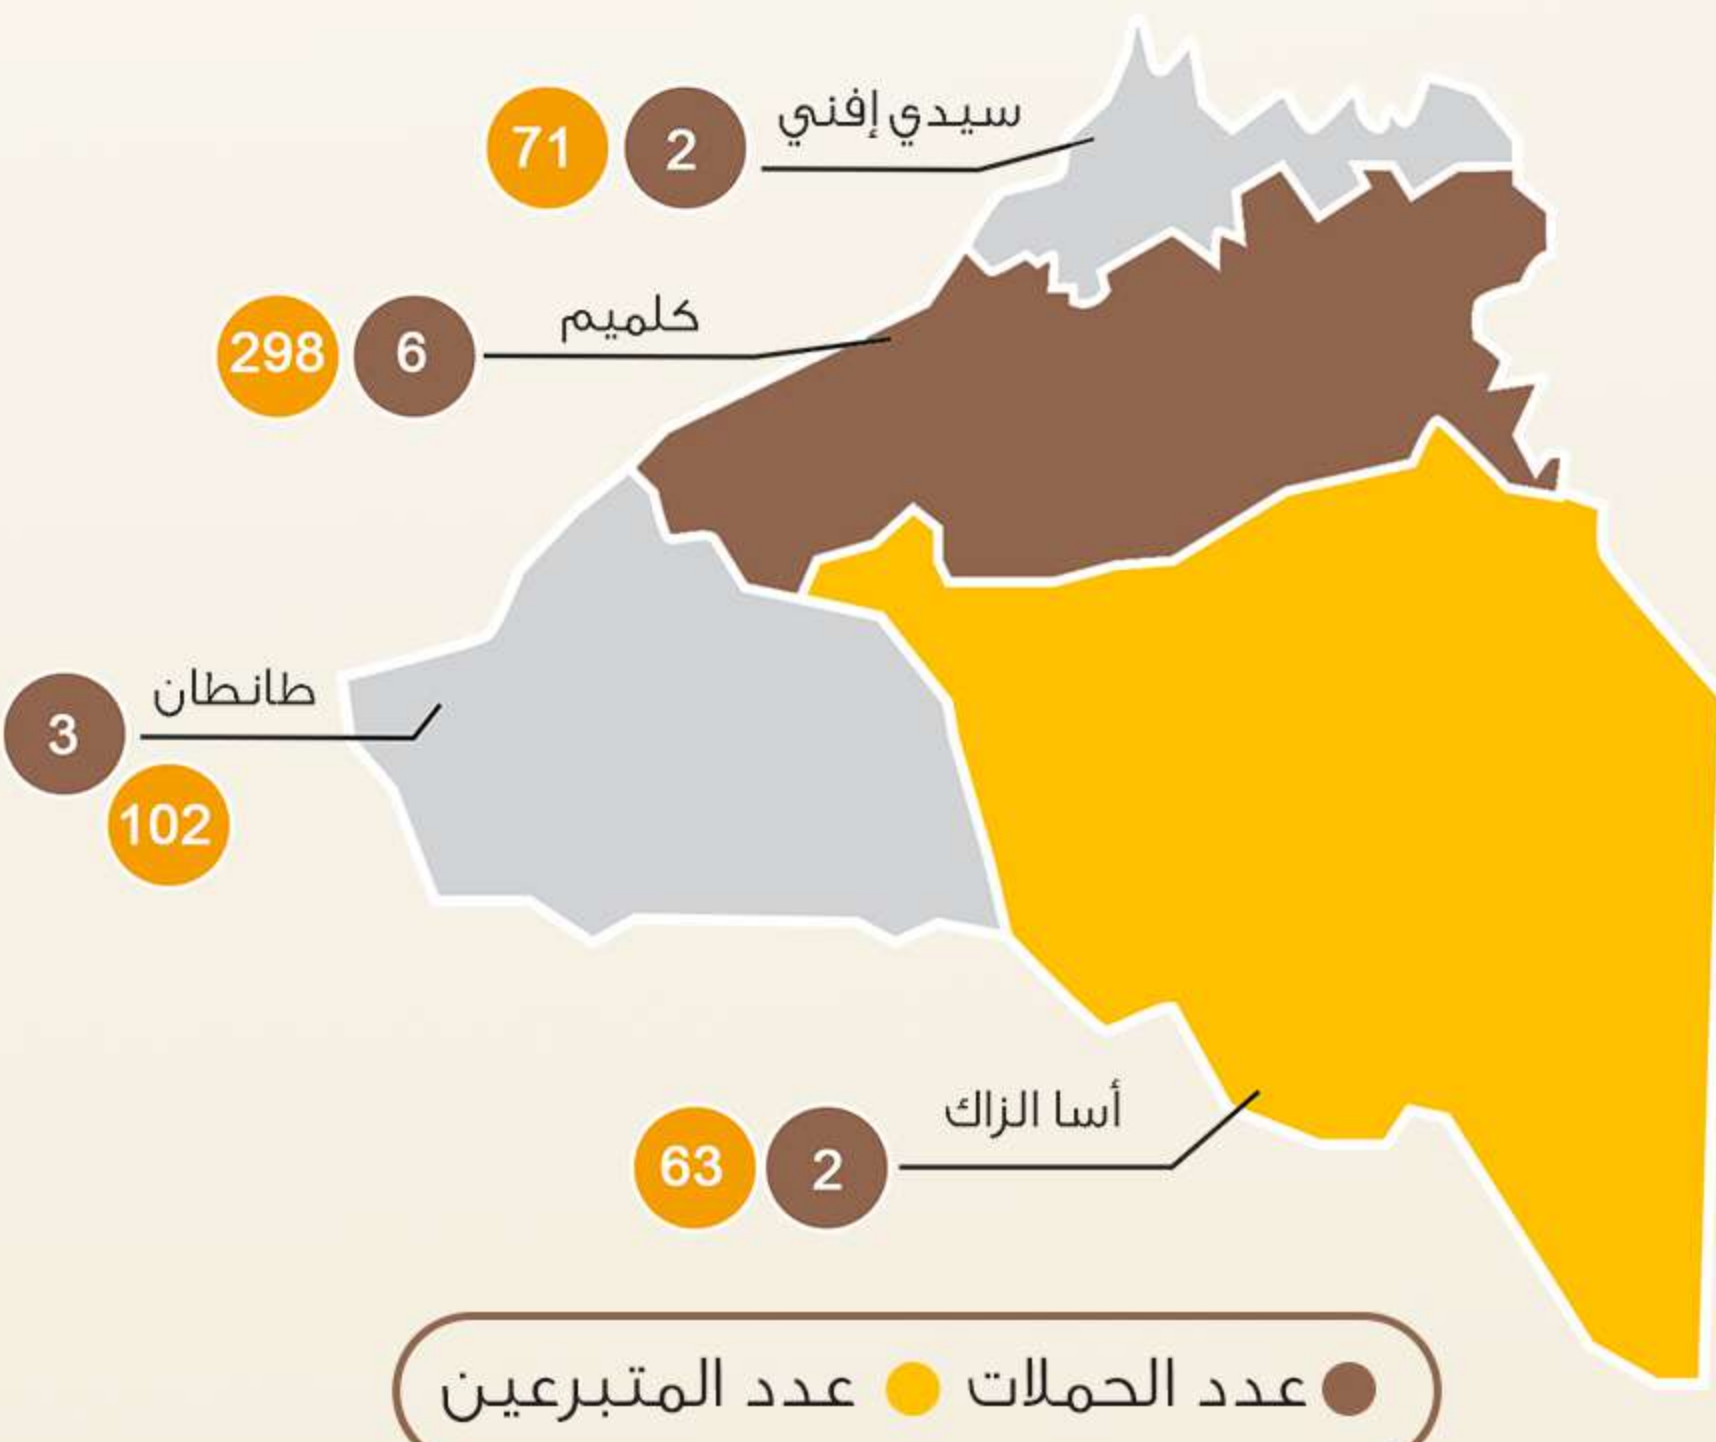 سيدي إفني
2
71
كلميم
6
298
طانطان
3
102
أسا الزاك
2
63
عدد الحملات
عدد المتبرعين